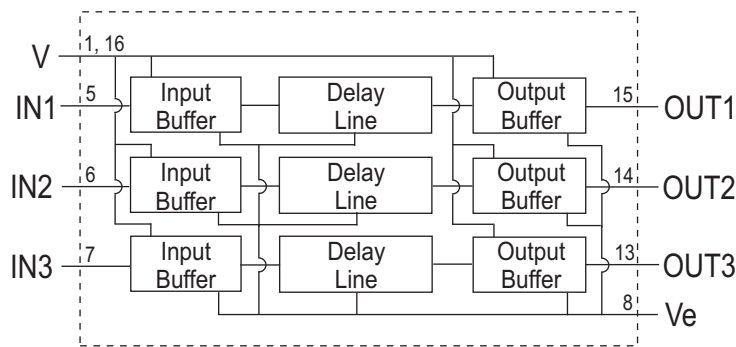 V 1, 16
IN1 5 Input Buffer Delay Line Output Buffer 15 OUT1
IN2 6 Input Buffer Delay Line Output Buffer 14 OUT2
IN3 7 Input Buffer Delay Line Output Buffer 13 OUT3
8 Ve